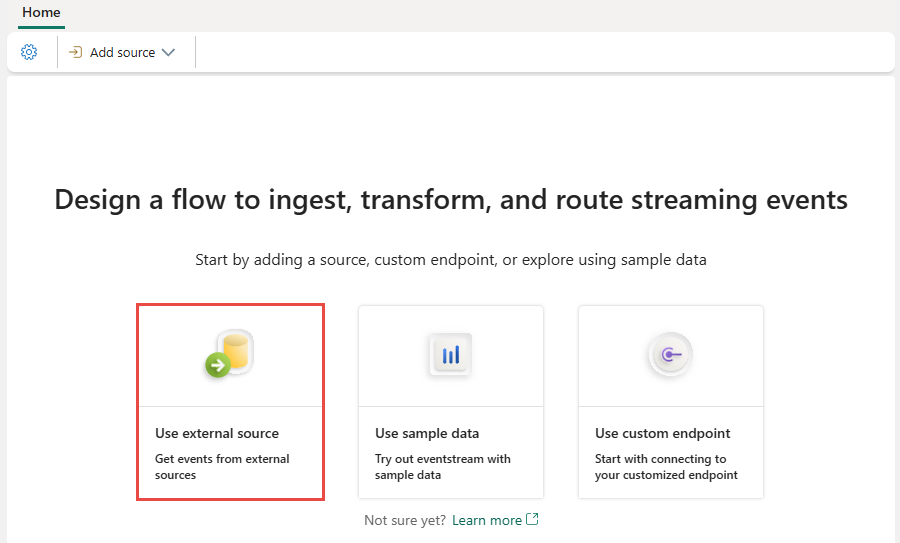 Home
Add source
Design a flow to ingest, transform, and route streaming events
Start by adding a source, custom endpoint, or explore using sample data
Use external source
Get events from external
sources
Use sample data
Try out eventstream with
sample data
Use custom endpoint
Start with connecting to
your customized endpoint
Not sure yet? Learn more